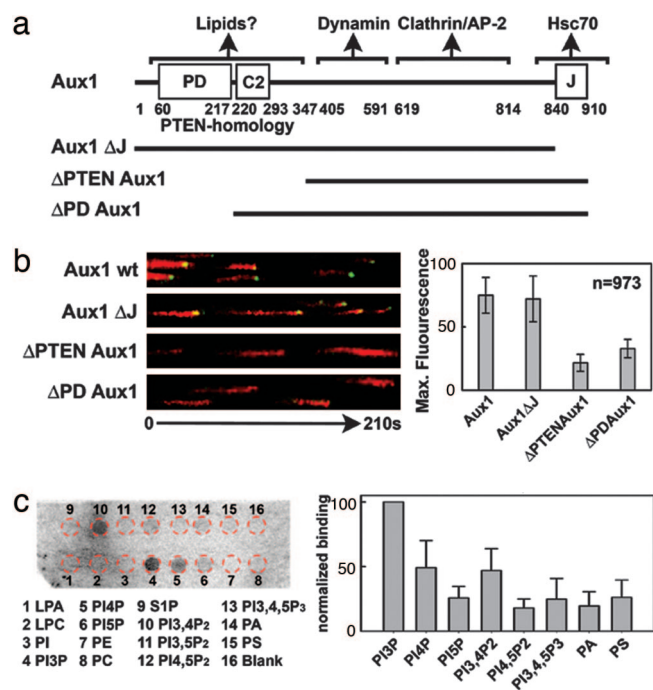 a
Lipids? Dynamin Clathrin/AP-2 Hsc70
Aux1 PD C2 J
1 60 217 220 293 347 405 591 619 814 840 910
PTEN-homology
Aux1 ΔJ
ΔPTEN Aux1
ΔPD Aux1
b
Aux1 wt
Aux1 ΔJ
ΔPTEN Aux1
ΔPD Aux1
0 210s
Max. Fluourescence
100
50
0
n=973
Aux1 Aux1ΔJ ΔPTENAux1 ΔPDAux1
c
9 10 11 12 13 14 15 16
1 2 3 4 5 6 7 8
1 LPA 5 PI4P 9 S1P 13 PI3,4,5P3
2 LPC 6 PI5P 10 PI3,4P2 14 PA
3 PI 7 PE 11 PI3,5P2 15 PS
4 PI3P 8 PC 12 PI4,5P2 16 Blank
normalized binding
100
50
0
PI3P PI4P PI5P PI3,4P2 PI4,5P2 PI3,4,5P3 PA PS